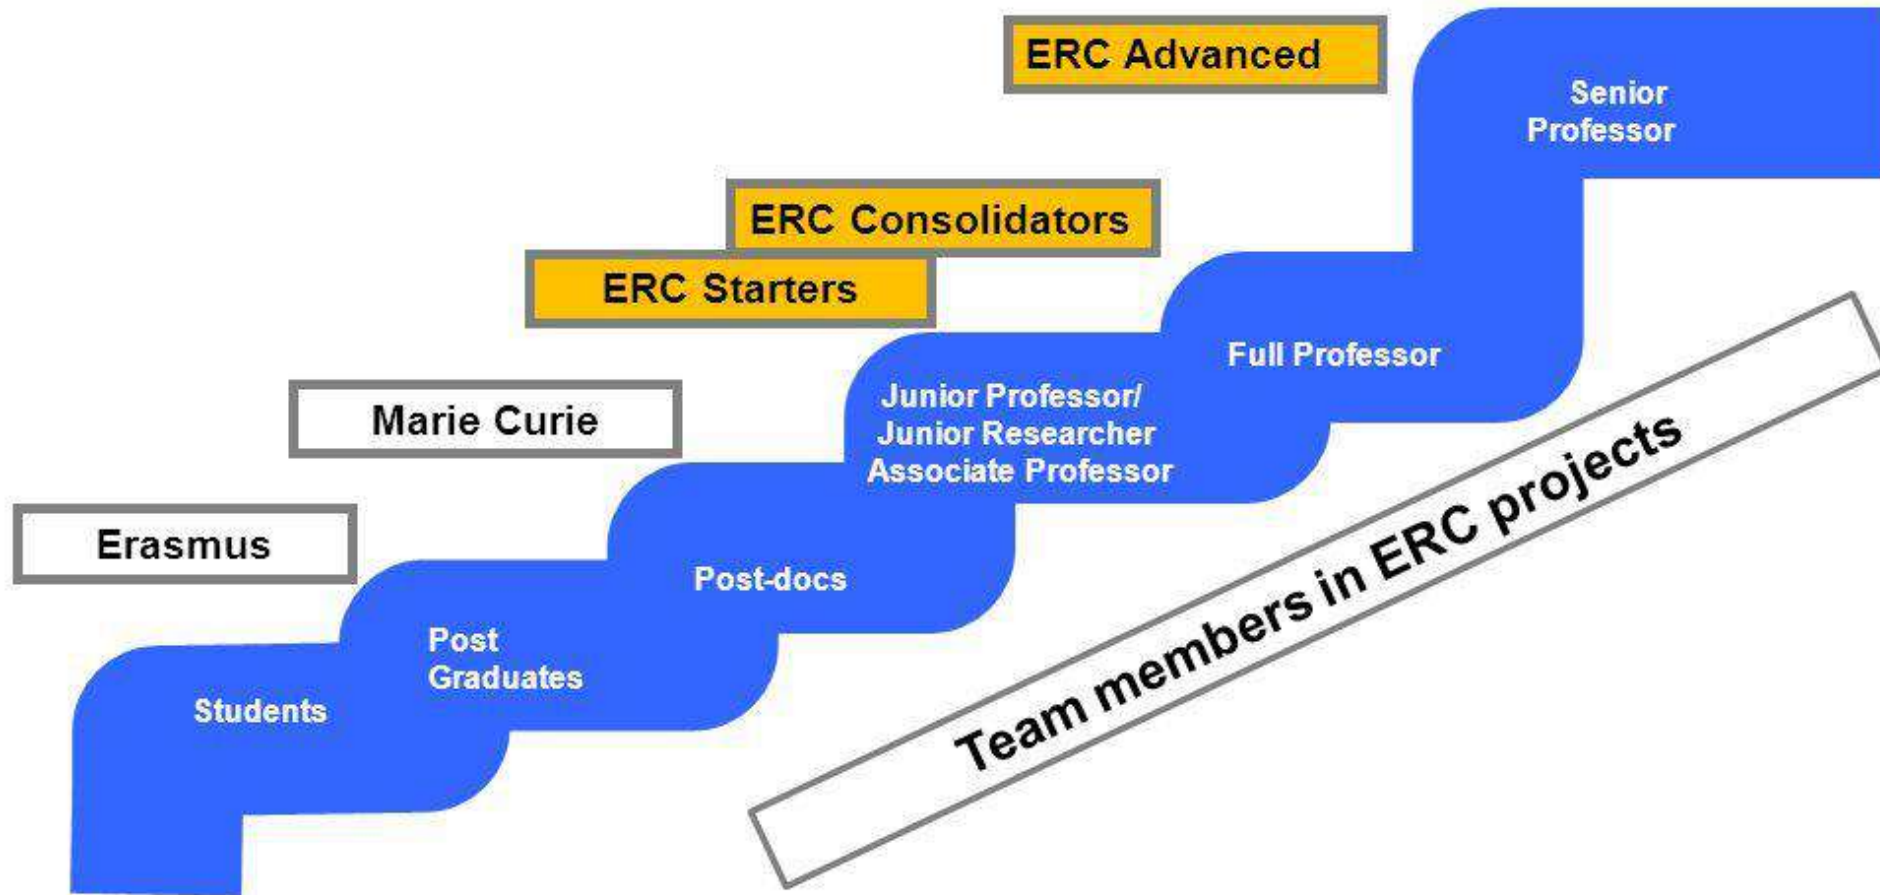 ERC Advanced
Senior
Professor
ERC Consolidators
ERC Starters
Full Professor
Junior Professor/
Junior Researcher
Associate Professor
Marie Curie
Erasmus
Post-docs
Post
Graduates
Students
Team members in ERC projects